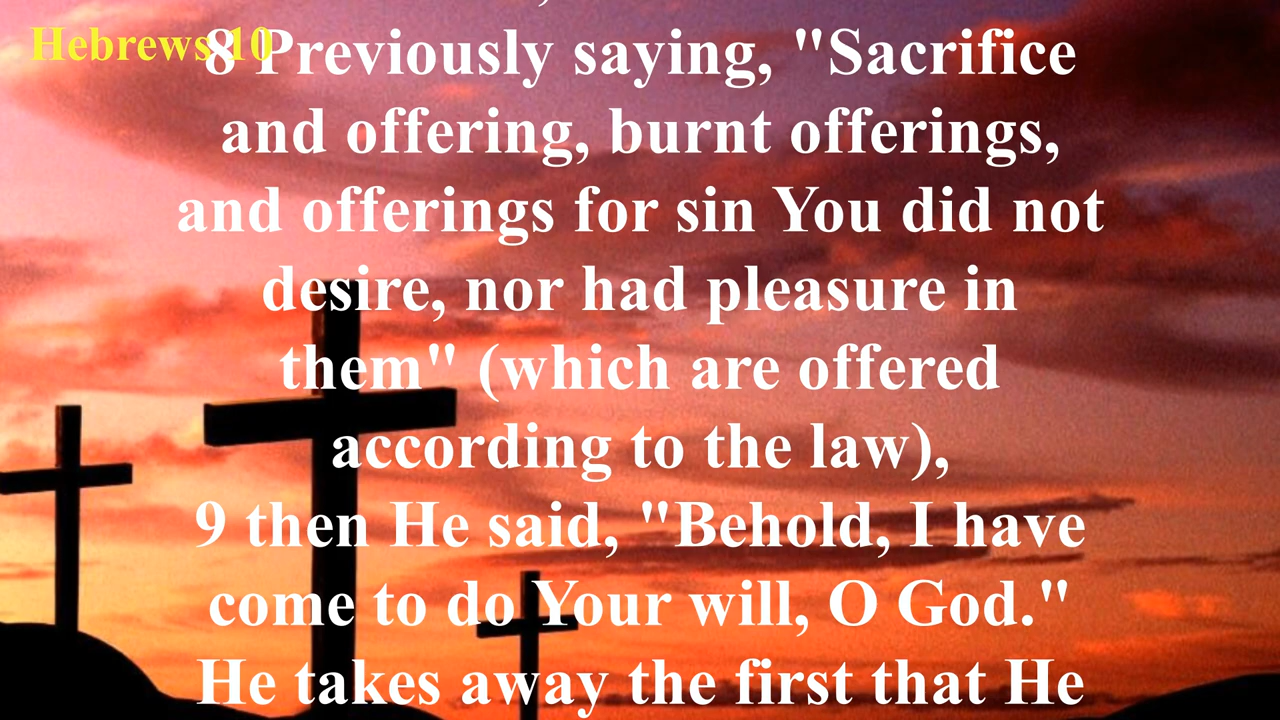 Hebrews 10
8 Previously saying, "Sacrifice
and offering, burnt offerings,
and offerings for sin You did not
desire, nor had pleasure in
them" (which are offered
according to the law),
9 then He said, "Behold, I have
come to do Your will, O God."
He takes away the first that He